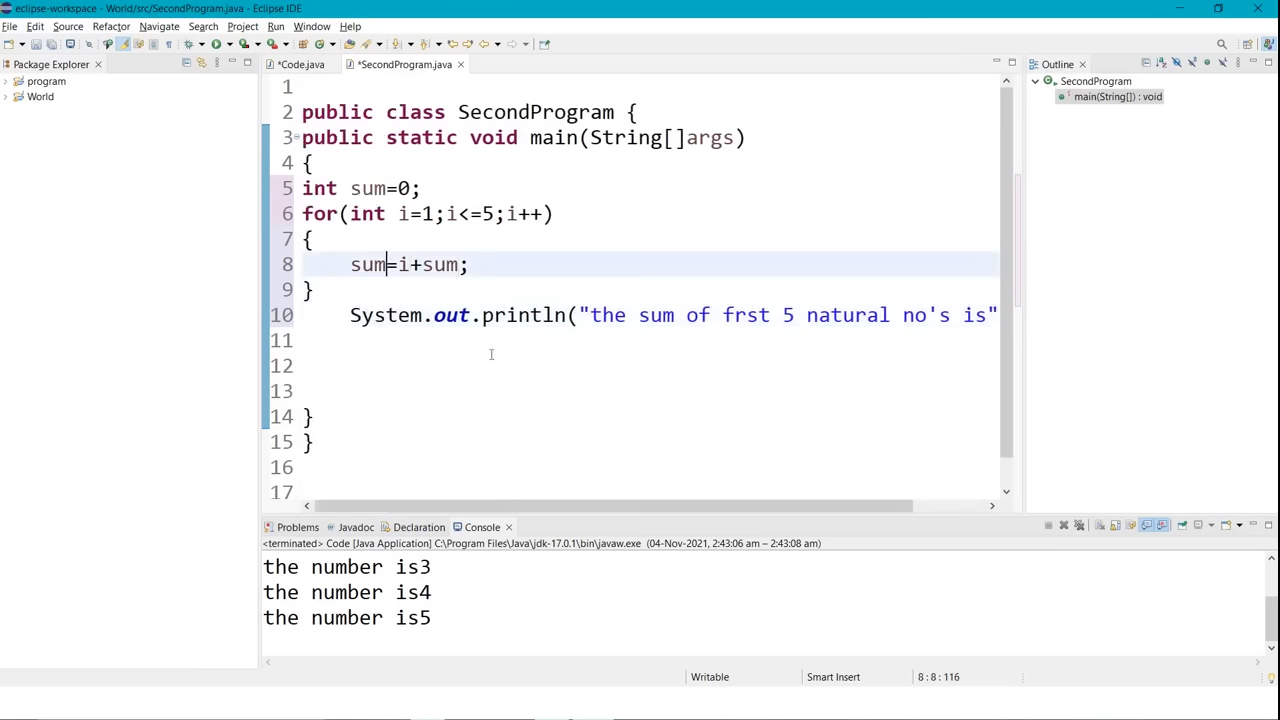 eclipse-workspace - World/src/SecondProgram.java - Eclipse IDE
File Edit Source Refactor Navigate Search Project Run Window Help
Package Explorer
program
World
*Code.java *SecondProgram.java
1
2 public class SecondProgram {
3 public static void main(String[]args)
4 {
5 int sum=0;
6 for(int i=1;i<=5;i++)
7 {
8 sum=i+sum;
9 }
10 System.out.println("the sum of frst 5 natural no's is"
11
12
13
14 }
15 }
16
17
Outline
SecondProgram
main(String[]) : void
Problems Javadoc Declaration Console
<terminated> Code [Java Application] C:\Program Files\Java\jdk-17.0.1\bin\javaw.exe (04-Nov-2021, 2:43:06 am – 2:43:08 am)
the number is3
the number is4
the number is5
Writable Smart Insert 8 : 8 : 116